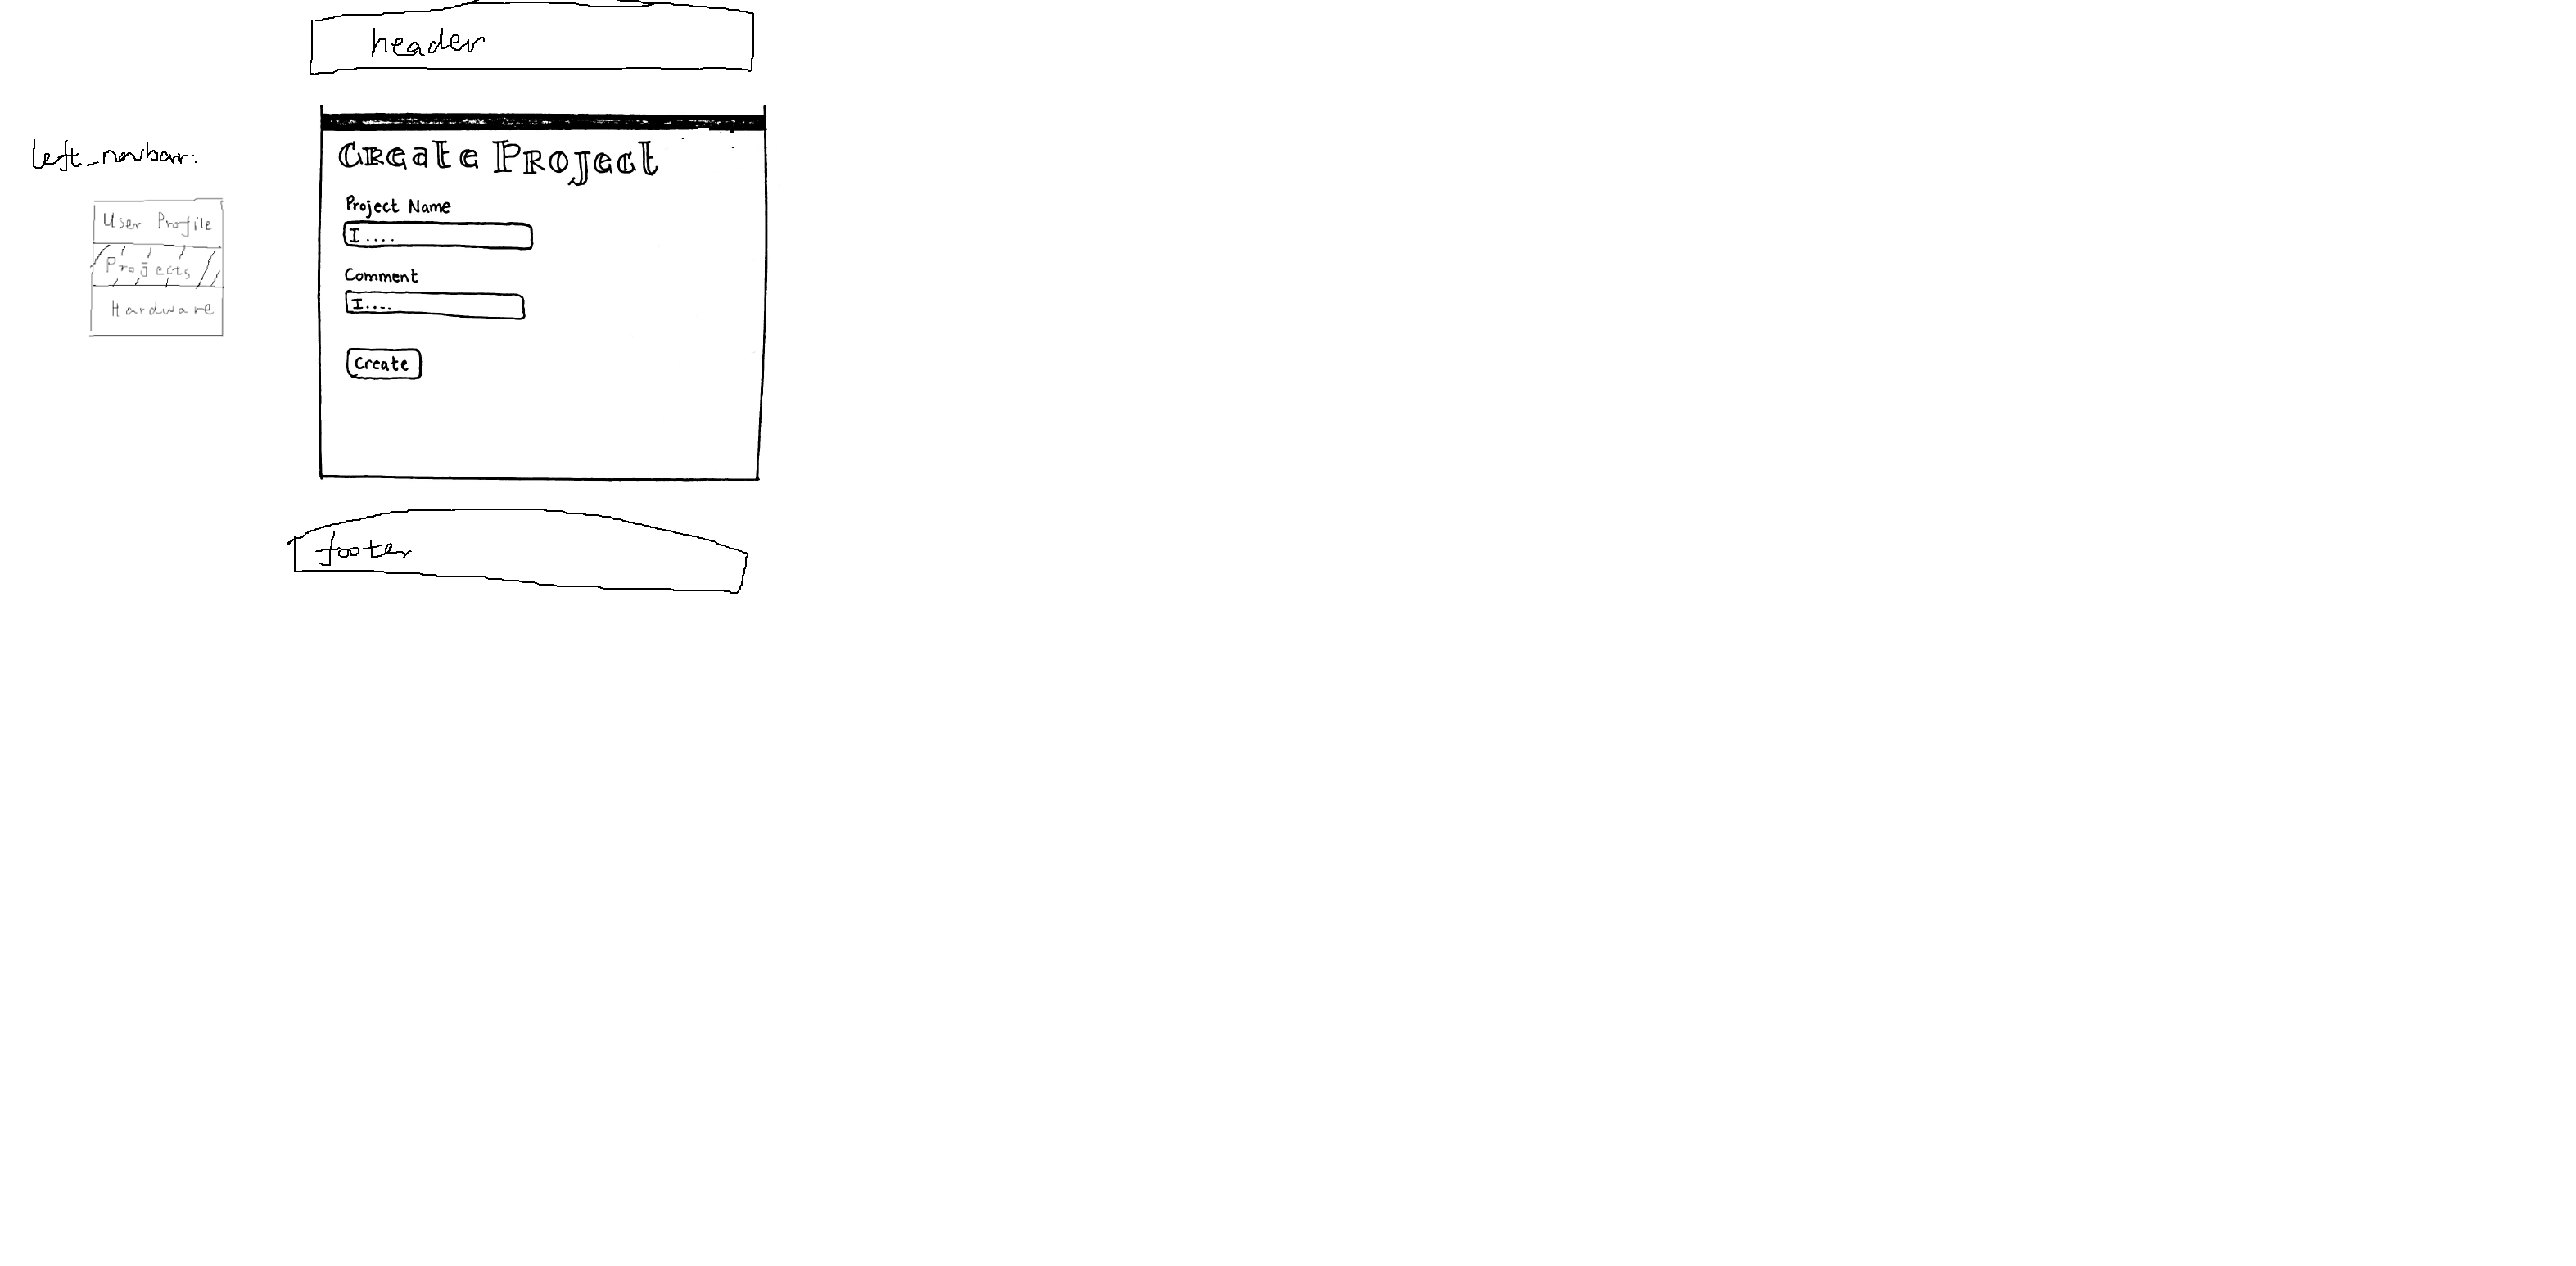 header
left_navbar:
User Profile
Projects
Hardware
Create Project
Project Name
I....
Comment
I....
Create
footer